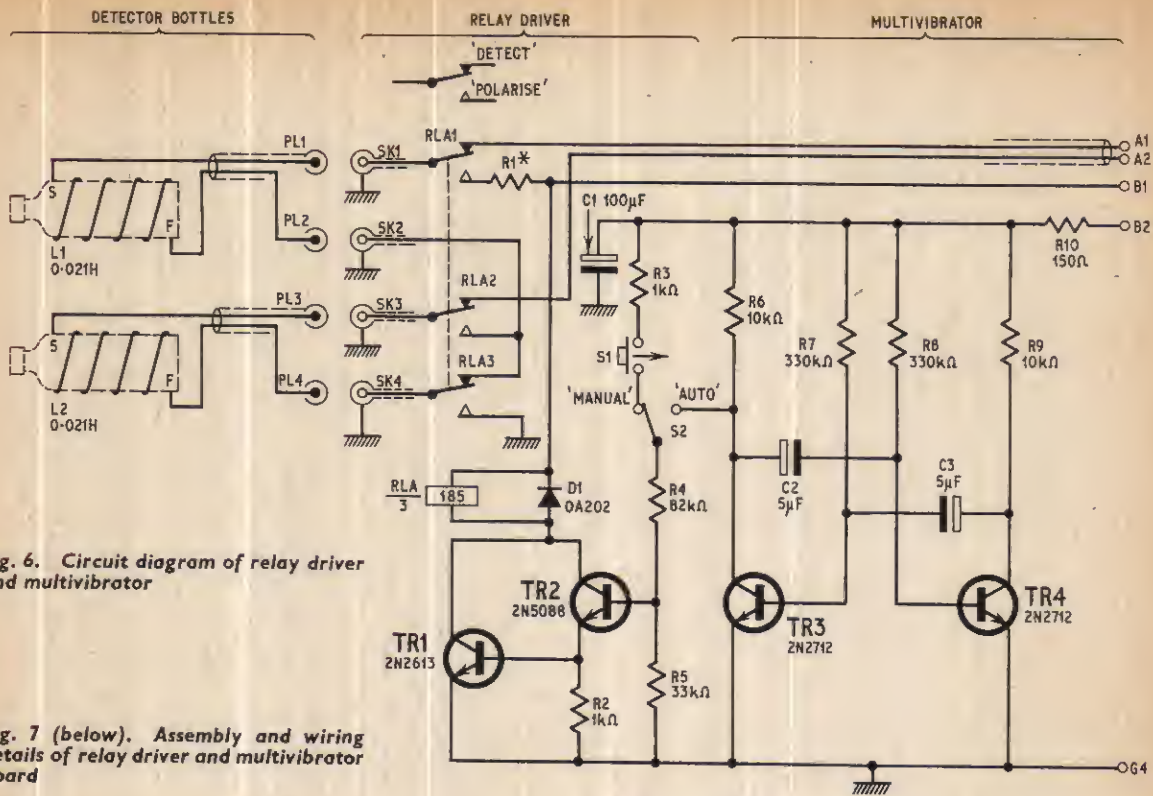 DETECTOR BOTTLES
RELAY DRIVER
MULTIVIBRATOR
'DETECT'
'POLARISE'
PL1
SK1
RLA1
R1*
A1
A2
B1
B2
S
F
L1
0·021H
PL2
SK2
C1 100µF
R3
1kΩ
R10
150Ω
PL3
SK3
RLA2
R6
10kΩ
R7
330kΩ
R8
330kΩ
R9
10kΩ
S1
S
F
L2
0·021H
PL4
SK4
RLA3
'MANUAL'
'AUTO'
S2
RLA
3
185
D1
OA202
R4
82kΩ
C2
5µF
C3
5µF
g. 6. Circuit diagram of relay driver
nd multivibrator
TR2
2N5088
TR3
2N2712
TR4
2N2712
TR1
2N2613
R2
1kΩ
R5
33kΩ
g. 7 (below). Assembly and wiring
etails of relay driver and multivibrator
oard
G4